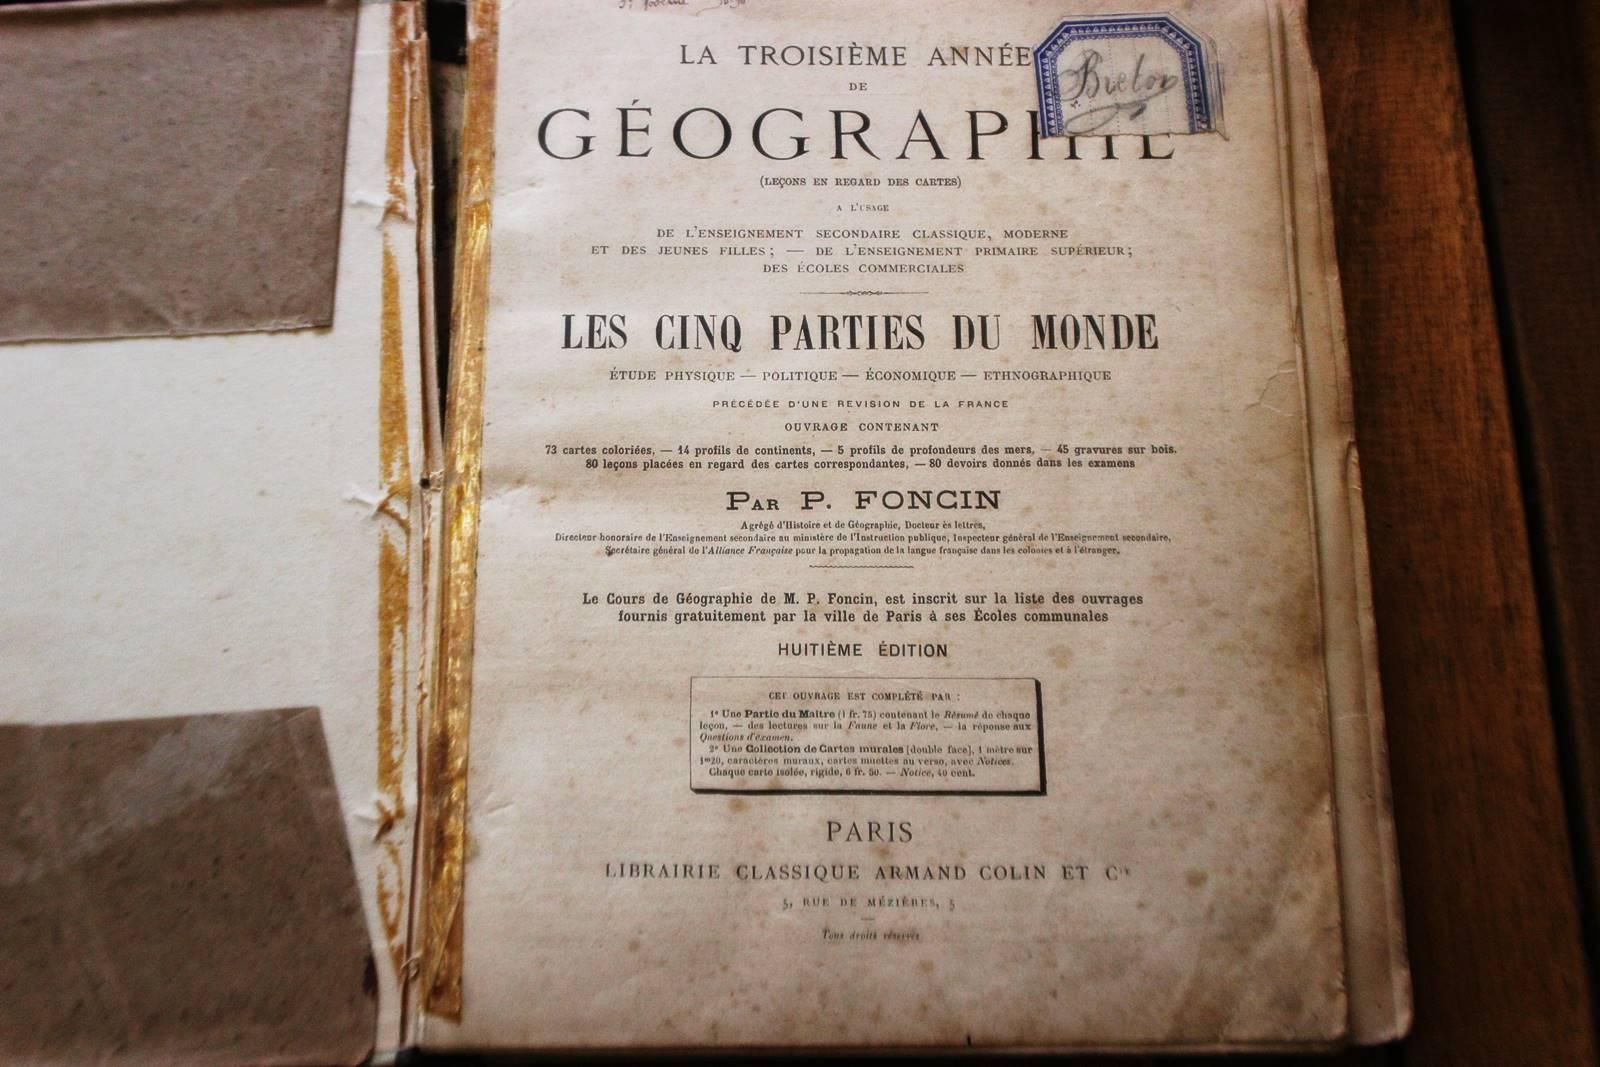 LA TROISIÈME ANNÉE
DE
GÉOGRAPHIE
Breton
(LEÇONS EN REGARD DES CARTES)
A L'USAGE
DE L'ENSEIGNEMENT SECONDAIRE CLASSIQUE, MODERNE
ET DES JEUNES FILLES; — DE L'ENSEIGNEMENT PRIMAIRE SUPÉRIEUR;
DES ÉCOLES COMMERCIALES
LES CINQ PARTIES DU MONDE
ÉTUDE PHYSIQUE — POLITIQUE — ÉCONOMIQUE — ETHNOGRAPHIQUE
PRÉCÉDÉE D'UNE REVISION DE LA FRANCE
OUVRAGE CONTENANT
73 cartes coloriées, — 14 profils de continents, — 5 profils de profondeurs des mers, — 45 gravures sur bois,
80 leçons placées en regard des cartes correspondantes, — 80 devoirs donnés dans les examens
PAR P. FONCIN
Agrégé d'Histoire et de Géographie, Docteur ès lettres,
Directeur honoraire de l'Enseignement secondaire au ministère de l'Instruction publique, Inspecteur général de l'Enseignement secondaire,
Secrétaire général de l'Alliance Française pour la propagation de la langue française dans les colonies et à l'étranger.
Le Cours de Géographie de M. P. Foncin, est inscrit sur la liste des ouvrages
fournis gratuitement par la ville de Paris à ses Écoles communales
HUITIÈME ÉDITION
CET OUVRAGE EST COMPLÉTÉ PAR :
1° Une Partie du Maître (1 fr. 75) contenant le Résumé de chaque
leçon, — des lectures sur la Faune et la Flore, — la réponse aux
Questions d'examen.
2° Une Collection de Cartes murales (double face), 1 mètre sur
1m20, caractères muraux, cartes muettes au verso, avec Notices.
Chaque carte isolée, rigide, 6 fr. 50. — Notice, 40 cent.
PARIS
LIBRAIRIE CLASSIQUE ARMAND COLIN ET Cie
5, RUE DE MÉZIÈRES, 5
Tous droits réservés